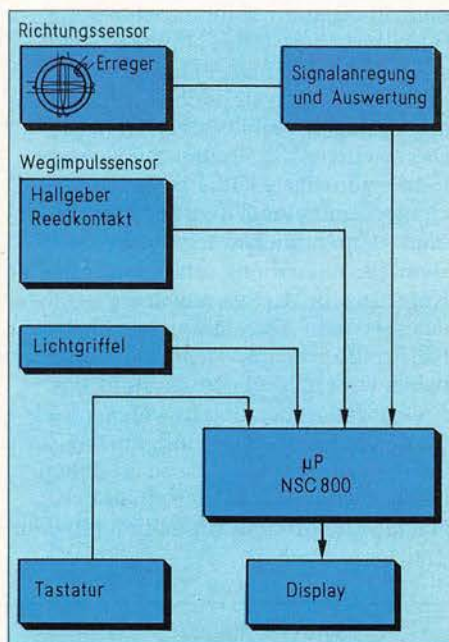 Richtungssensor
Erreger
Signalanregung
und Auswertung
Wegimpulssensor
Hallgeber
Reedkontakt
Lichtgriffel
µP
NSC 800
Tastatur
Display